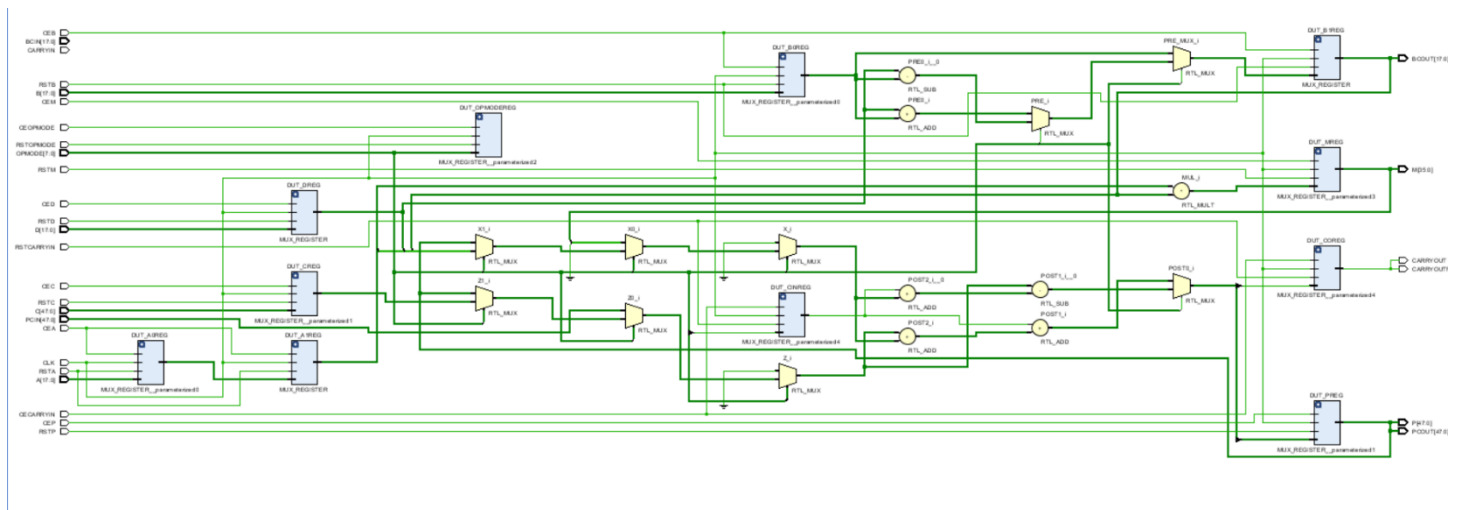 CEB
BCIN[17:0]
CARRYIN
RSTB
B[17:0]
CEM
CEOPMODE
RSTOPMODE
OPMODE[7:0]
RSTM
CED
RSTD
D[17:0]
RSTCARRYIN
CEC
RSTC
C[47:0]
PCIN[47:0]
CEA
CLK
RSTA
A[17:0]
CECARRYIN
CEP
RSTP
DUT_OPMODEREG
MUX_REGISTER__parameterized2
DUT_DREG
MUX_REGISTER
DUT_CREG
MUX_REGISTER__parameterized1
DUT_A0REG
MUX_REGISTER__parameterized0
DUT_A1REG
MUX_REGISTER
X1_i
RTL_MUX
Z1_i
RTL_MUX
X0_i
RTL_MUX
Z0_i
RTL_MUX
DUT_B0REG
MUX_REGISTER__parameterized0
X_i
RTL_MUX
DUT_CINREG
MUX_REGISTER__parameterized4
Z_i
RTL_MUX
PRE0_i__0
RTL_SUB
PRE0_i
RTL_ADD
POST2_i__0
RTL_ADD
POST2_i
RTL_ADD
PRE_i
RTL_MUX
POST1_i__0
RTL_SUB
POST1_i
RTL_ADD
PRE_MUX_i
RTL_MUX
MUL_i
RTL_MULT
POST0_i
RTL_MUX
DUT_B1REG
MUX_REGISTER
DUT_MREG
MUX_REGISTER__parameterized3
DUT_COREG
MUX_REGISTER__parameterized4
DUT_PREG
MUX_REGISTER__parameterized1
BCOUT[17:0]
M[35:0]
CARRYOUT
P[47:0]
PCOUT[47:0]